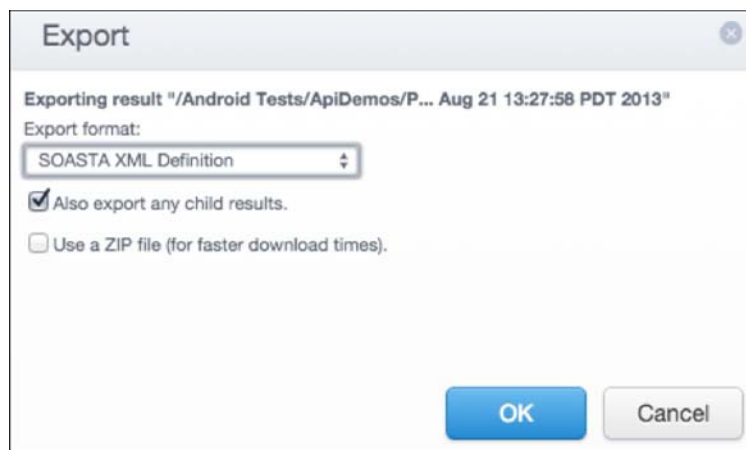 Export
Exporting result "/Android Tests/ApiDemos/P... Aug 21 13:27:58 PDT 2013"
Export format:
SOASTA XML Definition
Also export any child results.
Use a ZIP file (for faster download times).
OK
Cancel